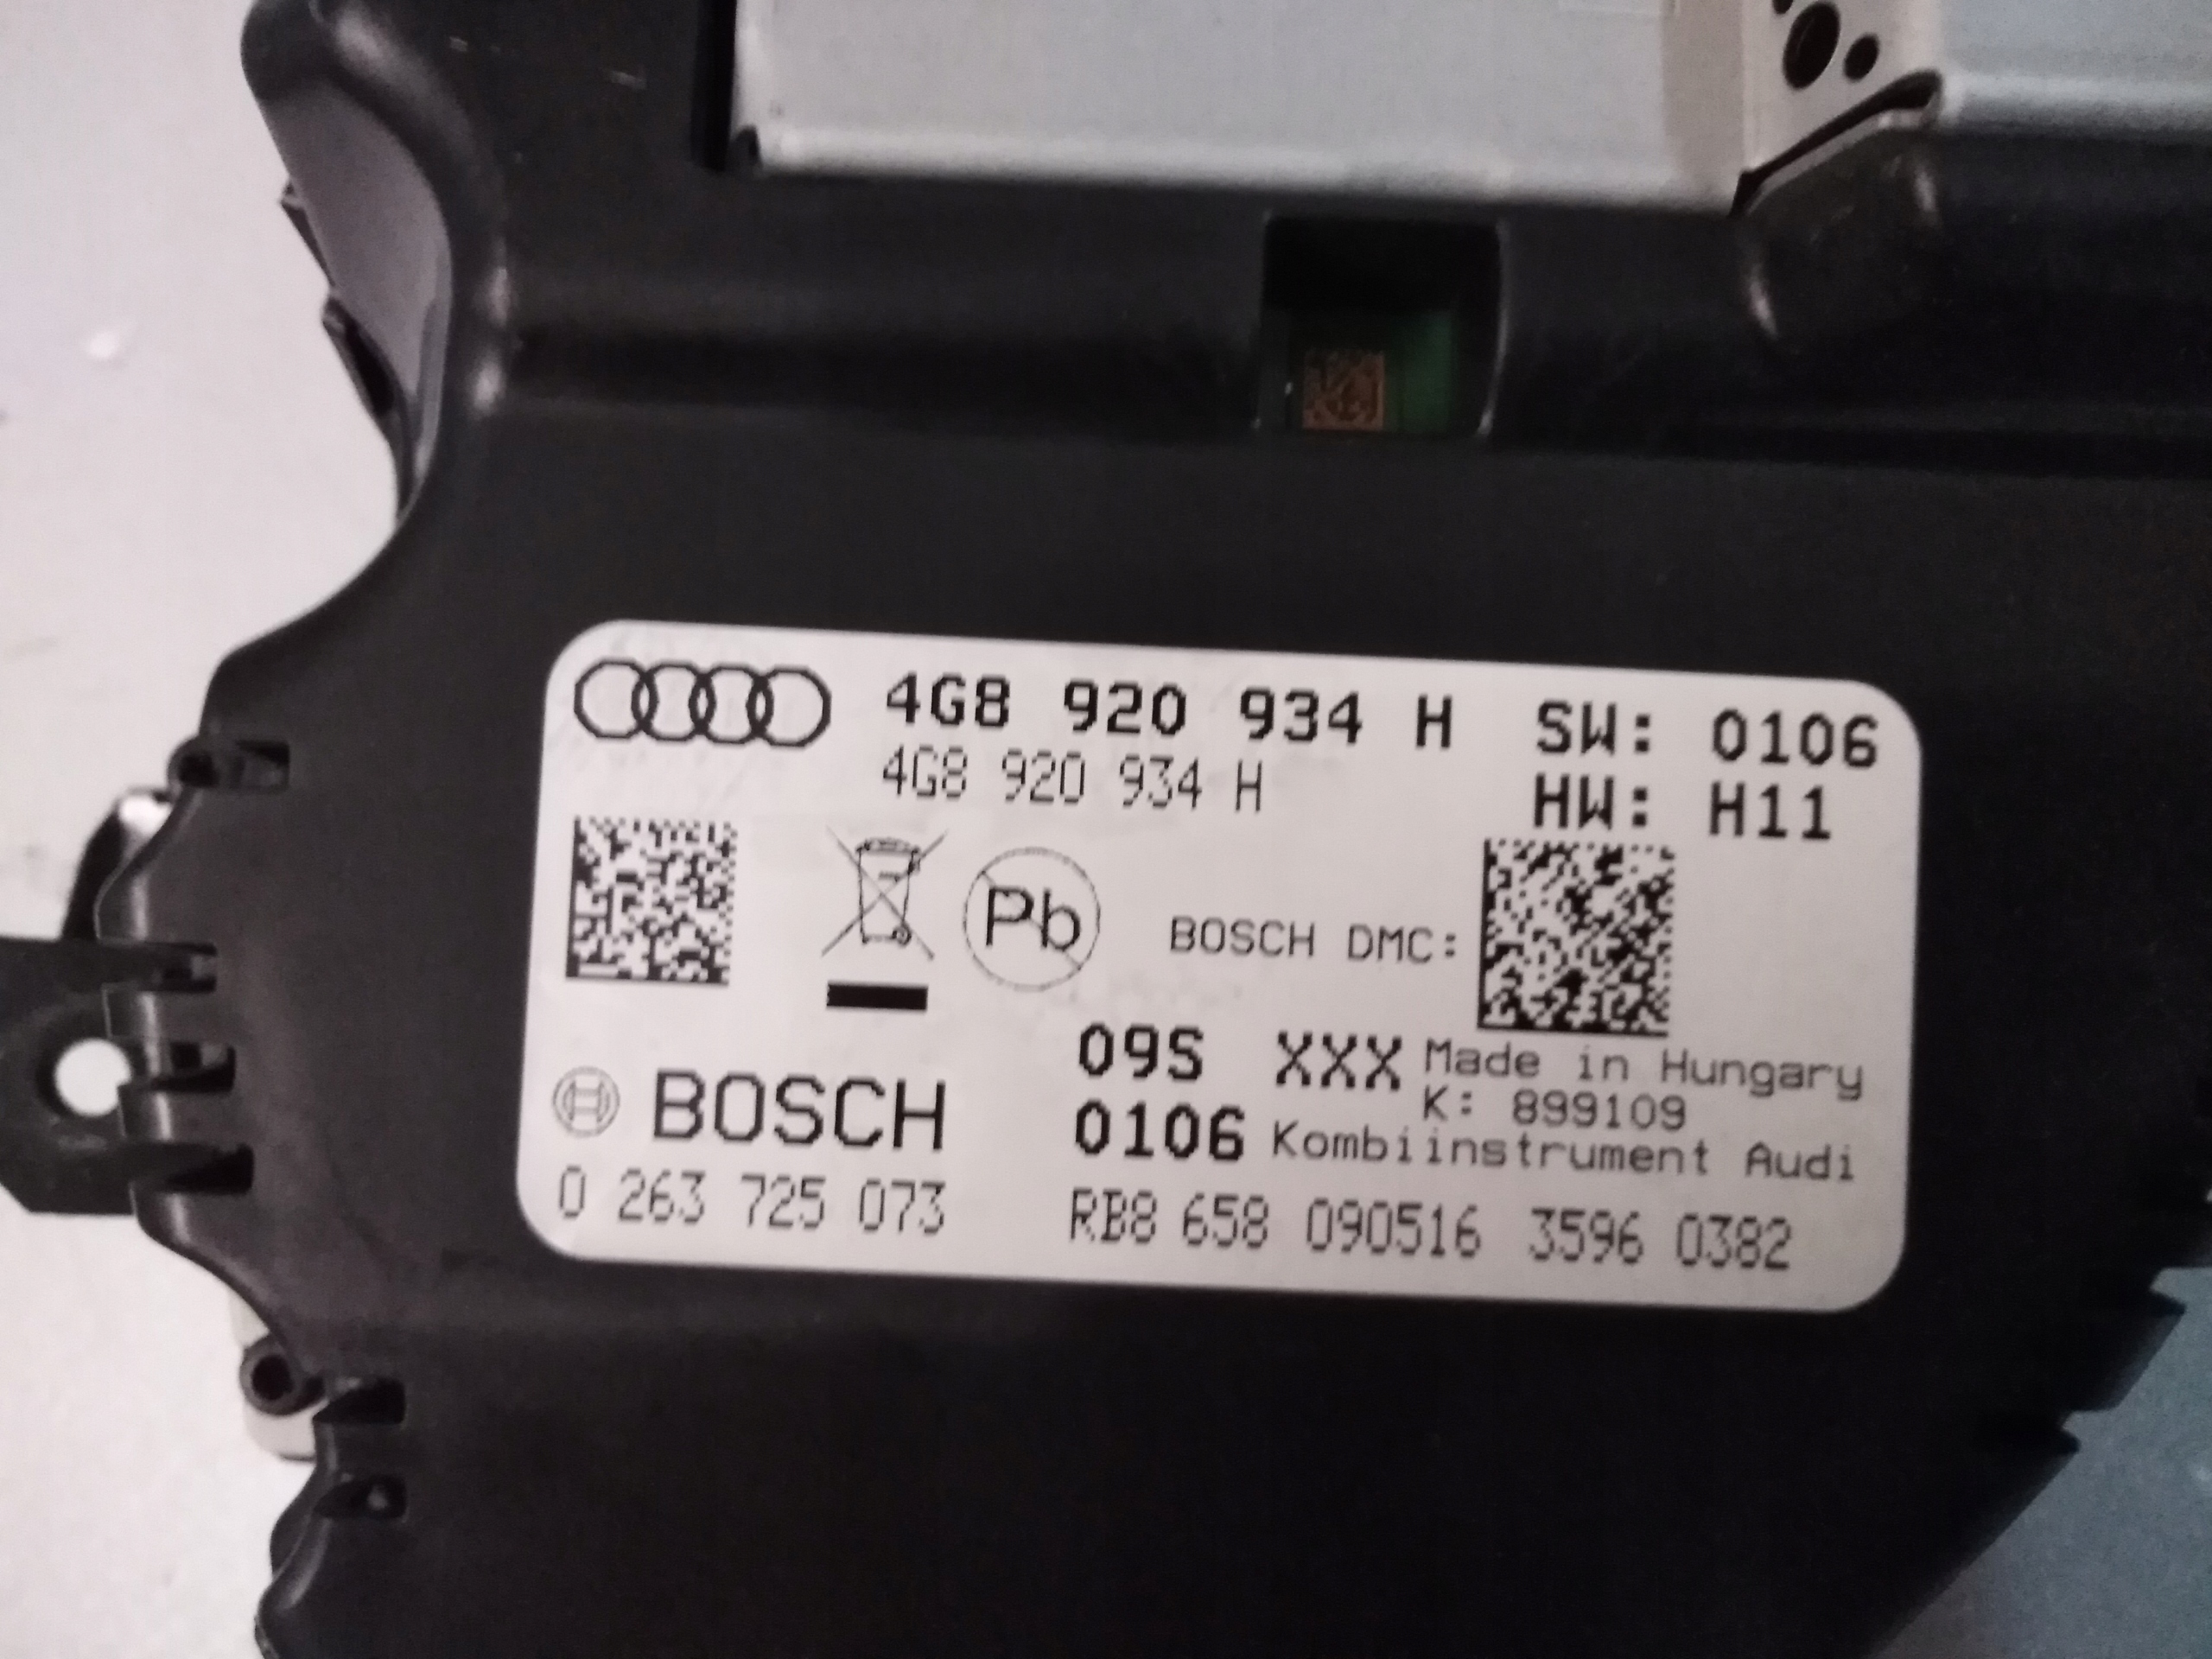 4G8 920 934 H SW: 0106
4G8 920 934 H HW: H11
Pb
BOSCH DMC:
09S XXX Made in Hungary
K: 899109
BOSCH 0106 Kombiinstrument Audi
0 263 725 073 RB8 658 090516 3596 0382